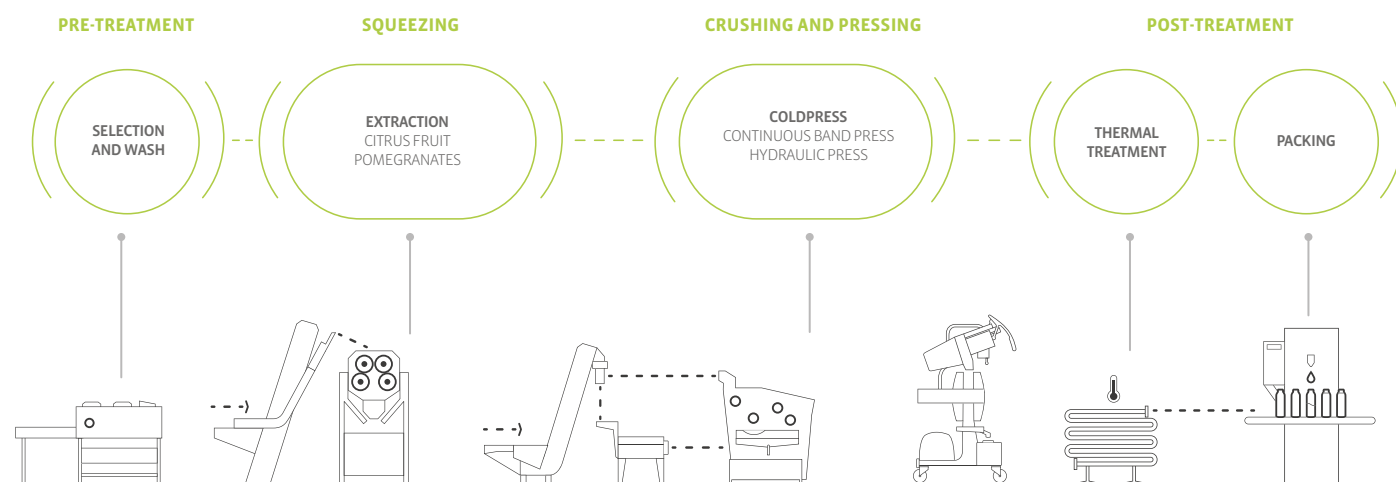 PRE-TREATMENT
SQUEEZING
CRUSHING AND PRESSING
POST-TREATMENT
SELECTION
AND WASH
EXTRACTION
CITRUS FRUIT
POMEGRANATES
COLDPRESS
CONTINUOUS BAND PRESS
HYDRAULIC PRESS
THERMAL
TREATMENT
PACKING